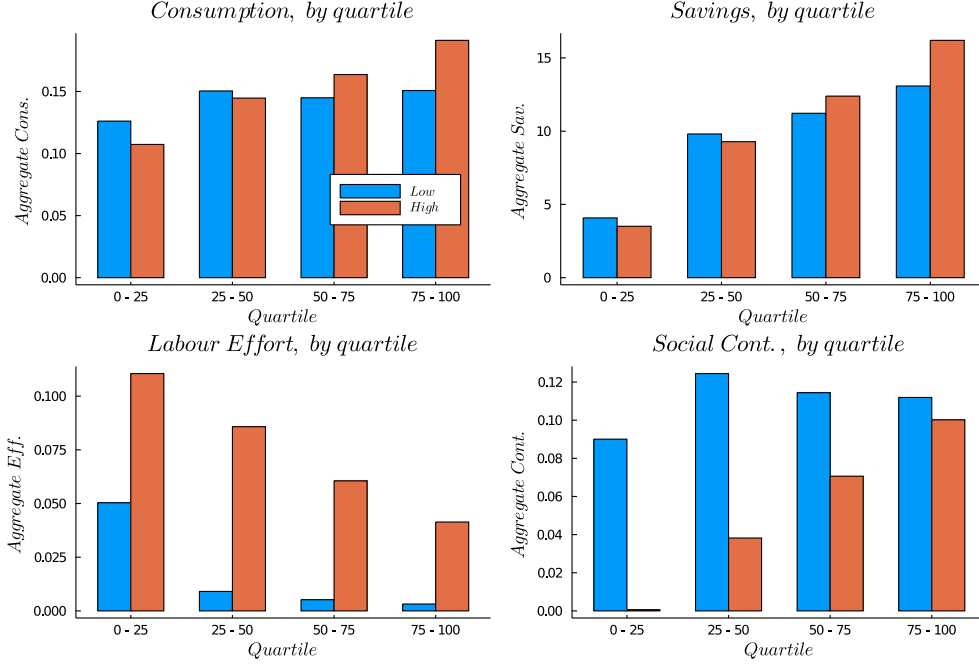 Consumption, by quartile
Aggregate Cons.
0.15
0.10
0.05
0.00
Low
High
0 - 25
25 - 50
50 - 75
75 - 100
Quartile
Savings, by quartile
Aggregate Sav.
15
10
5
0
0 - 25
25 - 50
50 - 75
75 - 100
Quartile
Labour Effort, by quartile
Aggregate Eff.
0.100
0.075
0.050
0.025
0.000
0 - 25
25 - 50
50 - 75
75 - 100
Quartile
Social Cont., by quartile
Aggregate Cont.
0.12
0.10
0.08
0.06
0.04
0.02
0.00
0 - 25
25 - 50
50 - 75
75 - 100
Quartile